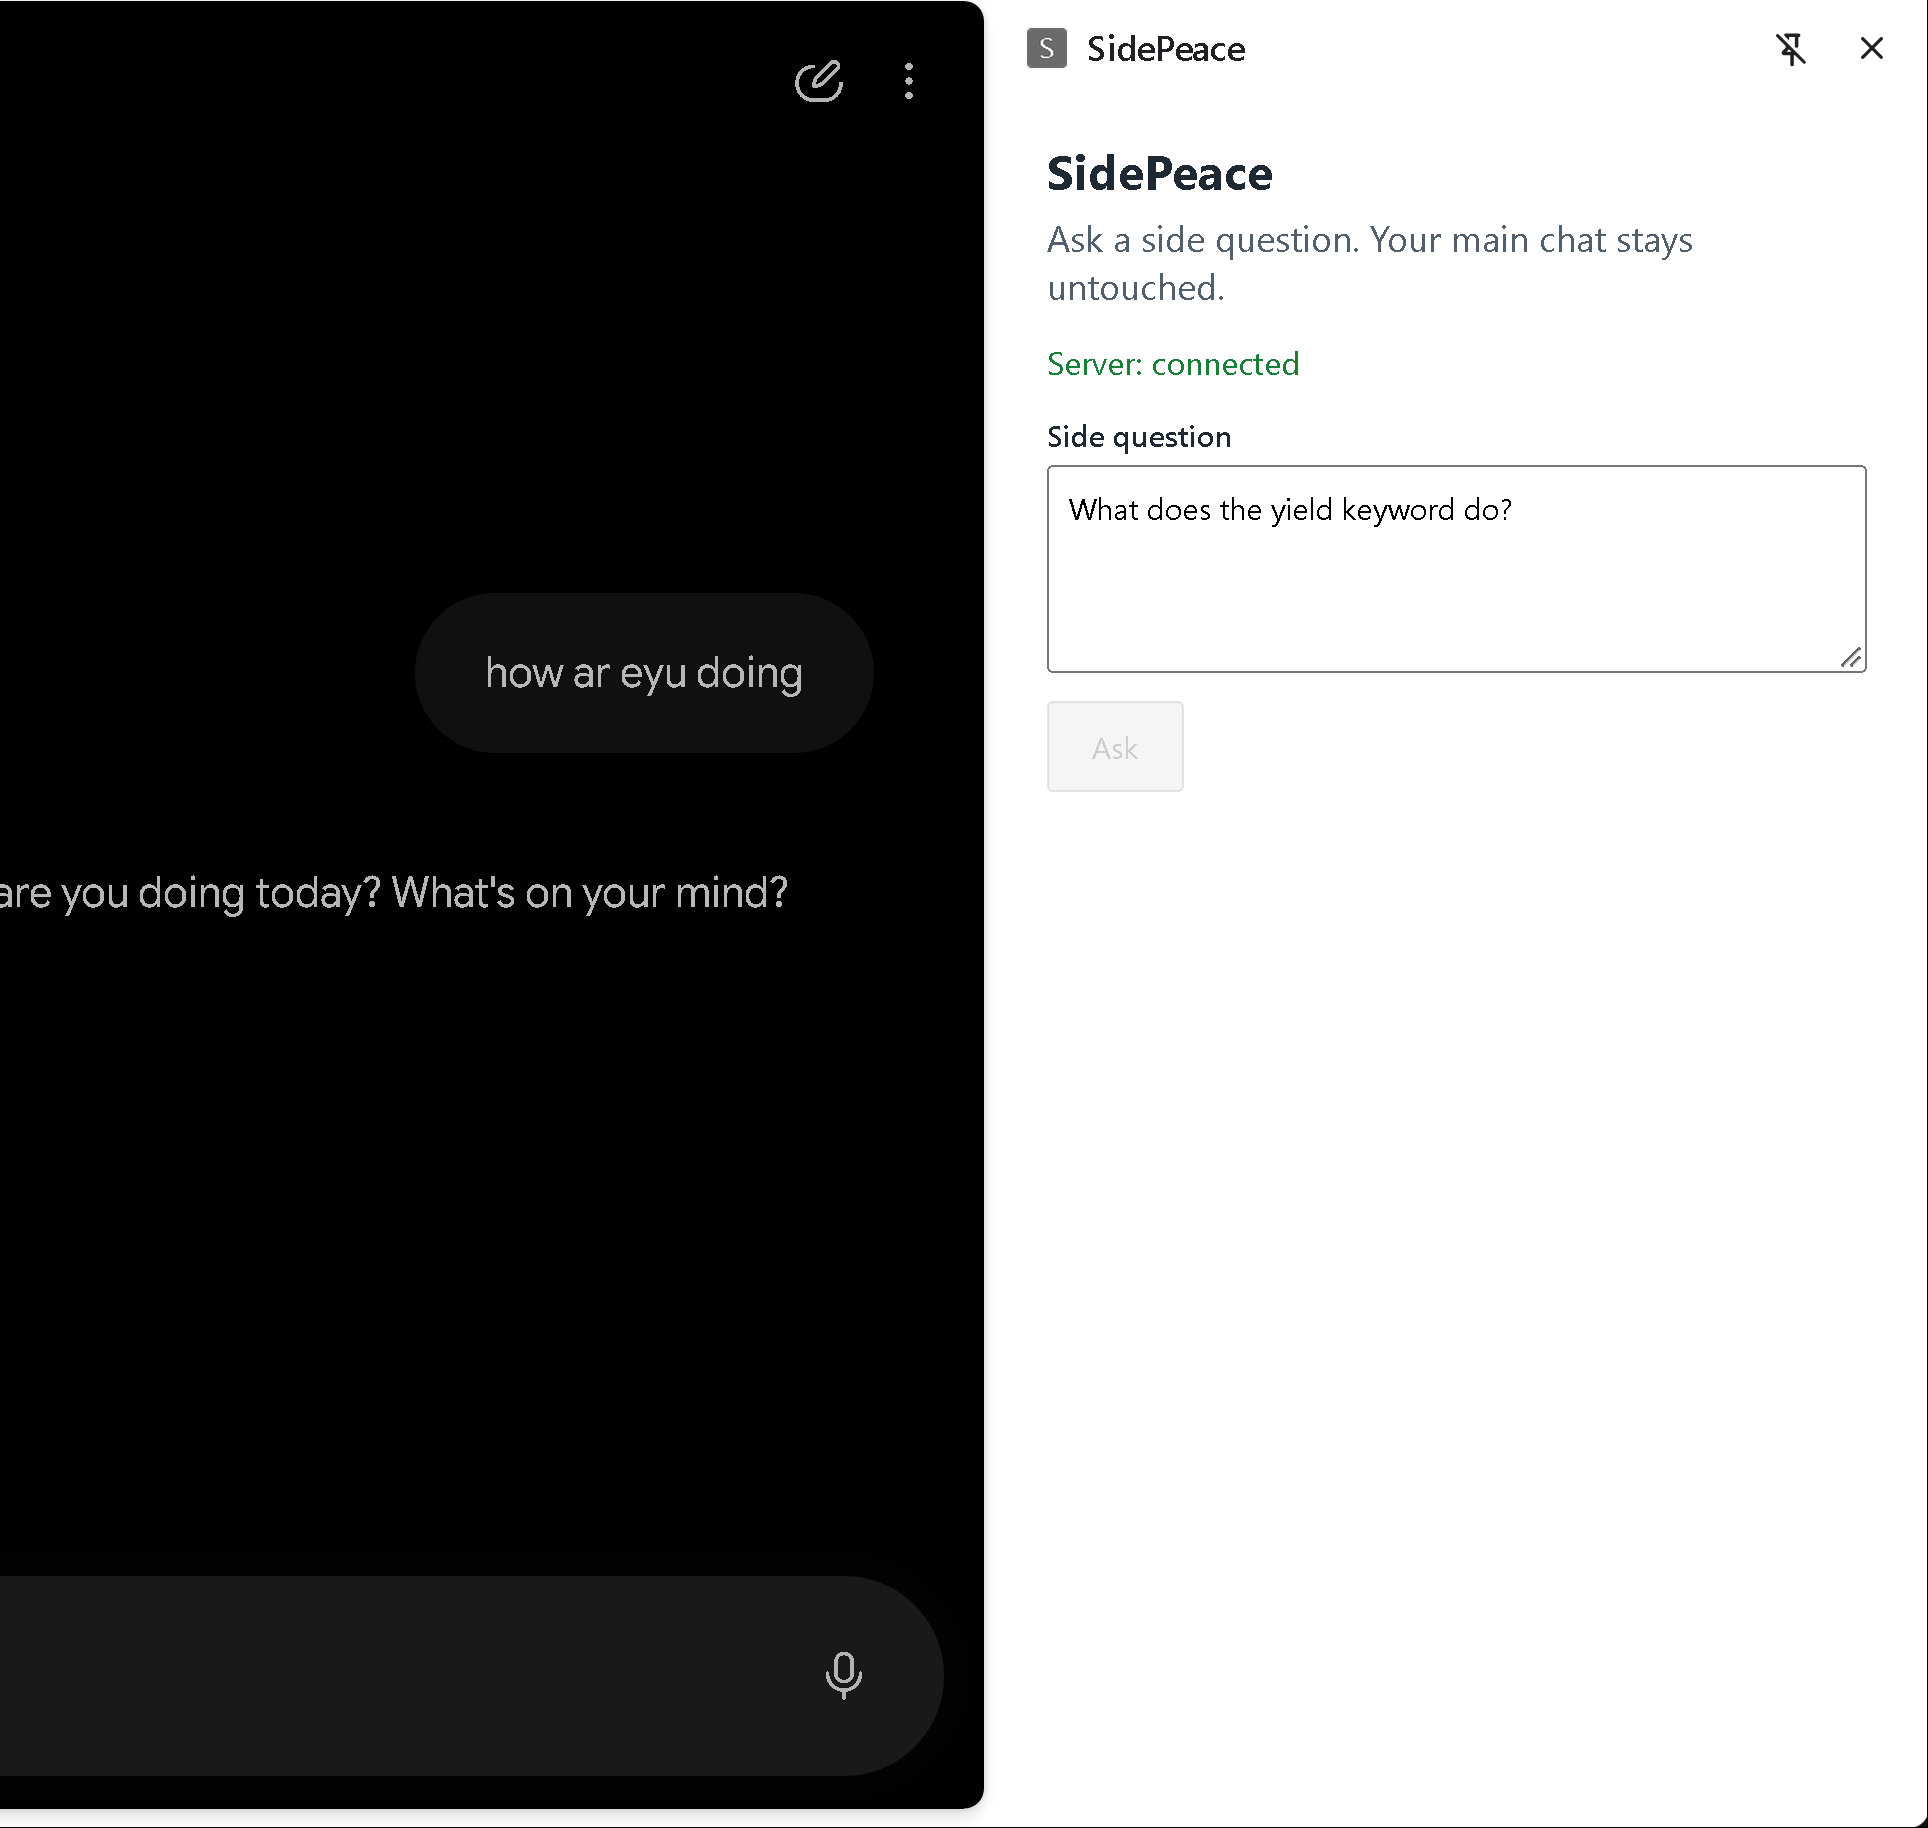 how ar eyu doing
are you doing today? What's on your mind?
S SidePeace
SidePeace
Ask a side question. Your main chat stays
untouched.
Server: connected
Side question
What does the yield keyword do?
Ask